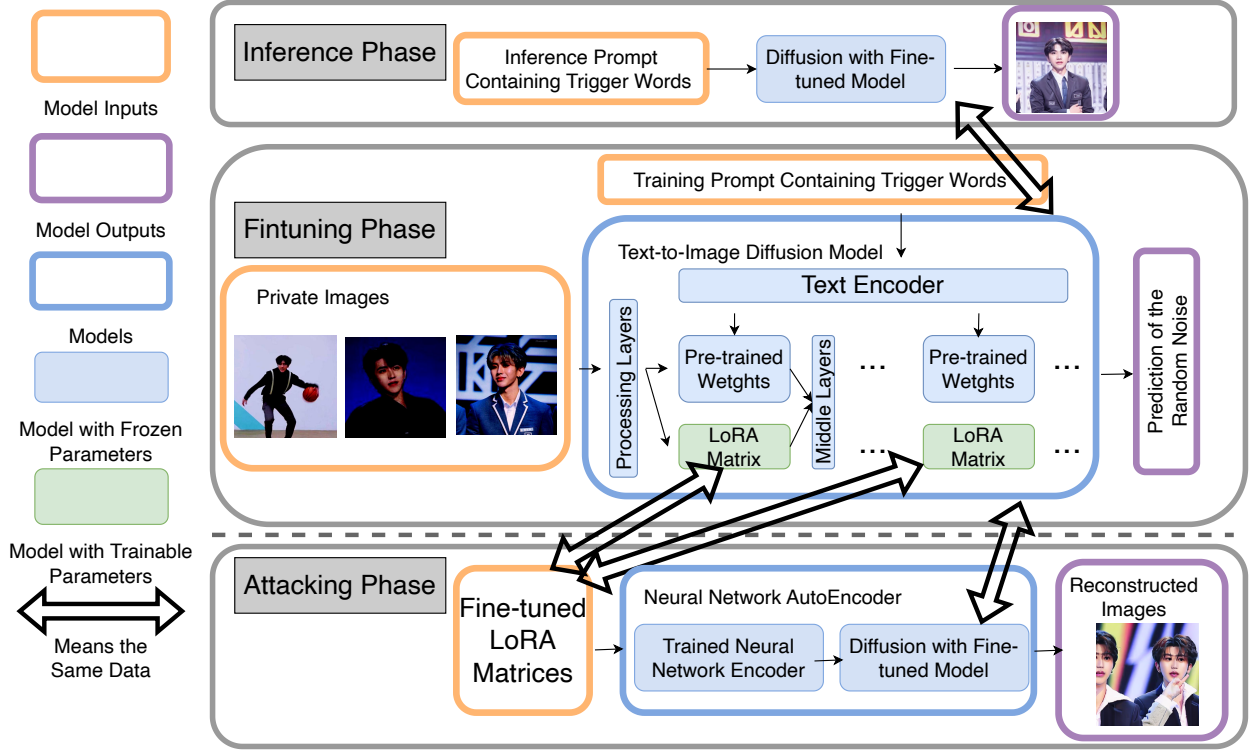 Model Inputs
Model Outputs
Models
Model with Frozen
Parameters
Model with Trainable
Parameters
Means the
Same Data
Inference Phase
Inference Prompt
Containing Trigger Words
Diffusion with Fine-
tuned Model
Fintuning Phase
Training Prompt Containing Trigger Words
Private Images
Text-to-Image Diffusion Model
Text Encoder
Processing Layers
Pre-trained
Wetghts
LoRA
Matrix
Middle Layers
...
...
Pre-trained
Wetghts
LoRA
Matrix
...
...
Prediction of the
Random Noise
Attacking Phase
Fine-tuned
LoRA
Matrices
Neural Network AutoEncoder
Trained Neural
Network Encoder
Diffusion with Fine-
tuned Model
Reconstructed
Images